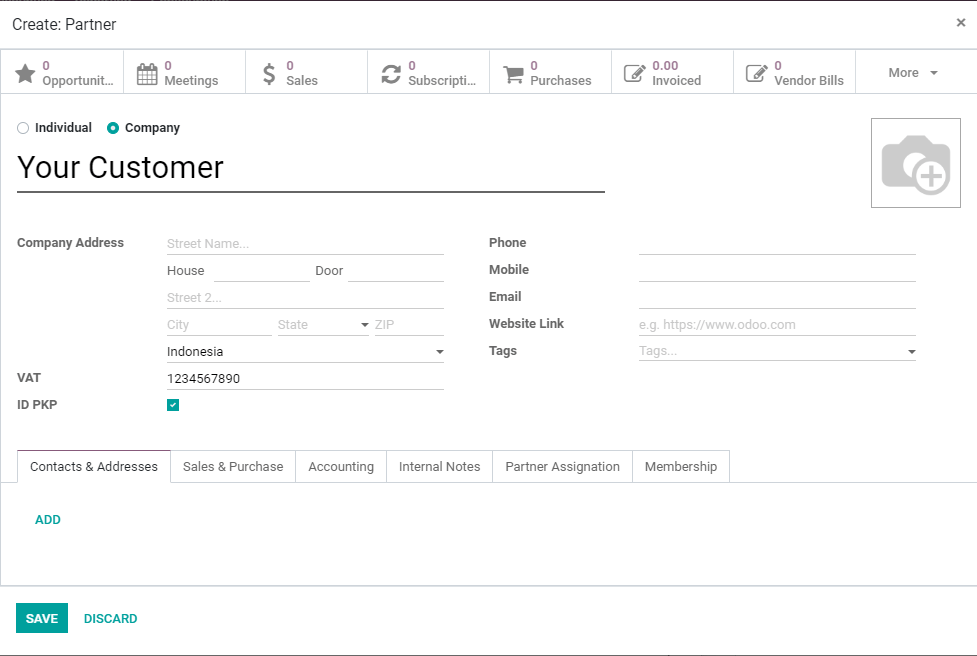 Create: Partner ×
0 Opportunit... 0 Meetings 0 Sales 0 Subscripti... 0 Purchases 0.00 Invoiced 0 Vendor Bills More
Individual Company
Your Customer
Company Address Street Name...
House Door
Street 2...
City State ZIP
Indonesia
VAT 1234567890
ID PKP
Phone
Mobile
Email
Website Link e.g. https://www.odoo.com
Tags Tags...
Contacts & Addresses Sales & Purchase Accounting Internal Notes Partner Assignation Membership
ADD
SAVE DISCARD